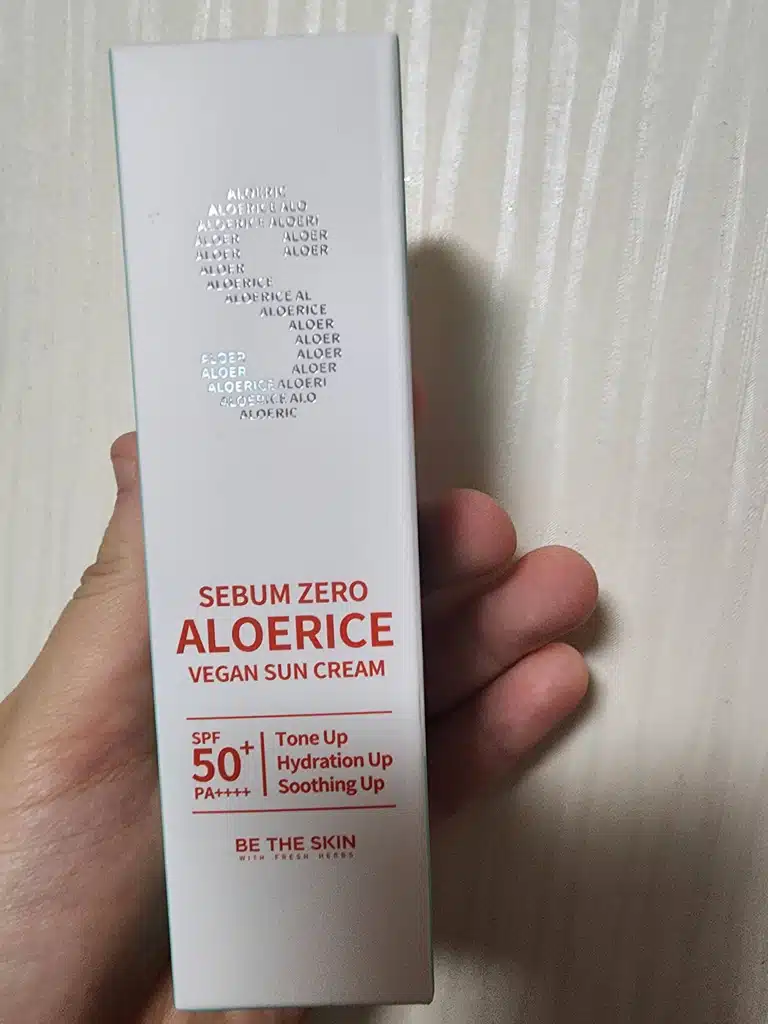 ALOERIC
ALOERICE ALO
ALOERICE ALOERI
ALOER ALOER
ALOER ALOER
ALOER
ALOERICE
ALOERICE AL
ALOERICE
ALOER
ALOER
ALOER ALOER
ALOER ALOER
ALOERICE ALOERI
ALOERICE ALO
ALOERIC
SEBUM ZERO
ALOERICE
VEGAN SUN CREAM
SPF
50+
PA++++
Tone Up
Hydration Up
Soothing Up
BE THE SKIN
WITH FRESH HERBS